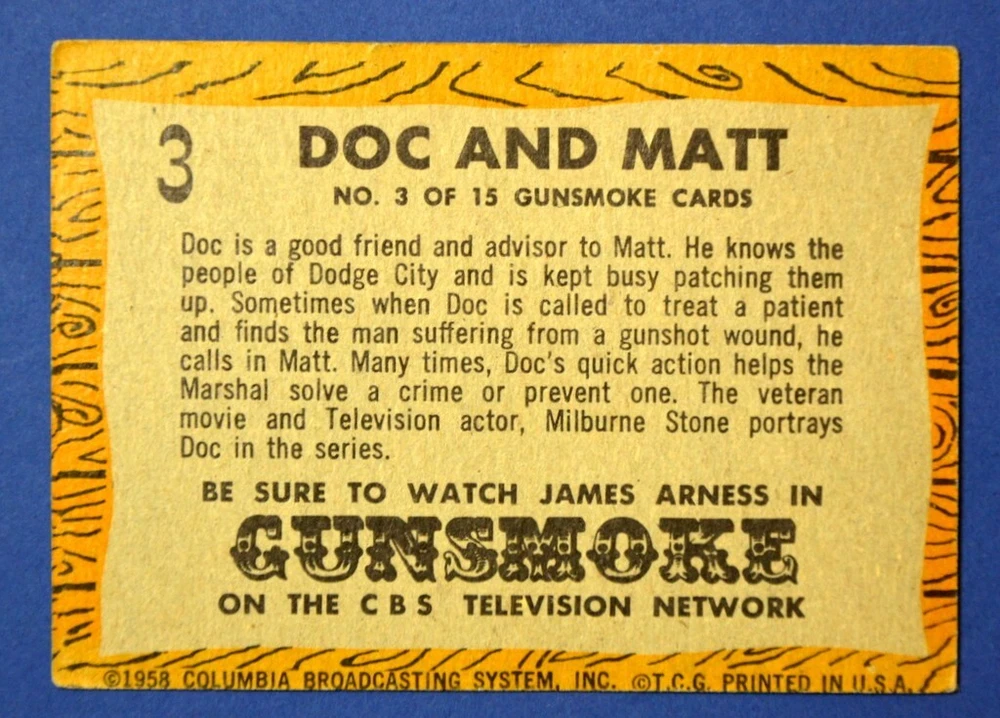 3
DOC AND MATT
NO. 3 OF 15 GUNSMOKE CARDS
Doc is a good friend and advisor to Matt. He knows the
people of Dodge City and is kept busy patching them
up. Sometimes when Doc is called to treat a patient
and finds the man suffering from a gunshot wound, he
calls in Matt. Many times, Doc's quick action helps the
Marshal solve a crime or prevent one. The veteran
movie and Television actor, Milburne Stone portrays
Doc in the series.
BE SURE TO WATCH JAMES ARNESS IN
GUNSMOKE
ON THE CBS TELEVISION NETWORK
©1958 COLUMBIA BROADCASTING SYSTEM, INC. ©T.C.G. PRINTED IN U.S.A.